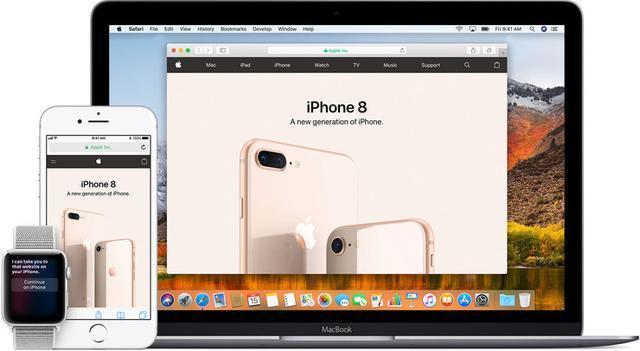 Safari File Edit View History Bookmarks Develop Window Help
Fri 9:41 AM
Apple Inc.
Mac iPad iPhone Watch TV Music Support
iPhone 8
A new generation of iPhone.
MacBook
9:41 AM
100%
Apple Inc.
iPhone 8
A new generation of iPhone.
I can take you to
that website on
your iPhone.
Continue
on iPhone
15